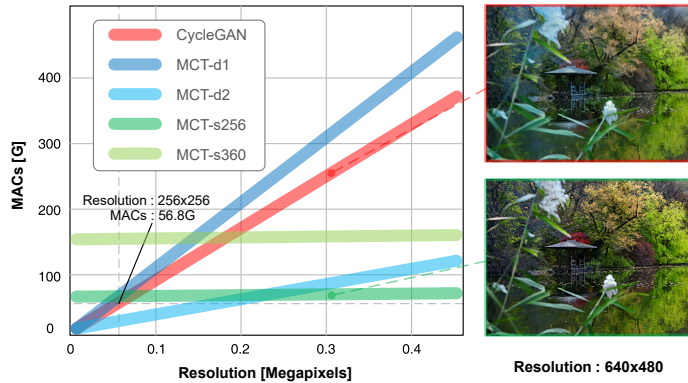 CycleGAN
MCT-d1
MCT-d2
MCT-s256
MCT-s360
Resolution : 256x256
MACs : 56.8G
MACs [G]
400
300
200
100
0
0
0.1
0.2
0.3
0.4
Resolution [Megapixels]
Resolution : 640x480